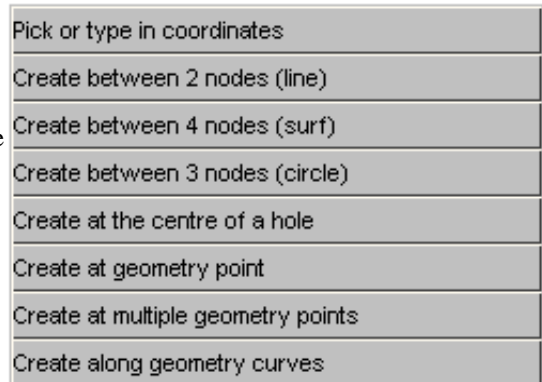 Pick or type in coordinates
Create between 2 nodes (line)
Create between 4 nodes (surf)
Create between 3 nodes (circle)
Create at the centre of a hole
Create at geometry point
Create at multiple geometry points
Create along geometry curves